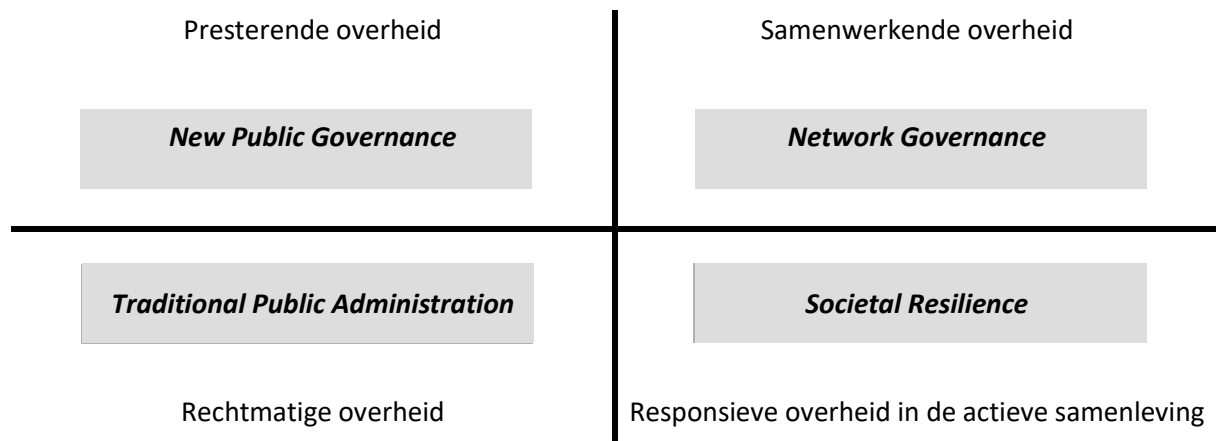 Presterende overheid
Samenwerkende overheid
New Public Governance
Network Governance
Traditional Public Administration
Societal Resilience
Rechtmatige overheid
Responsieve overheid in de actieve samenleving